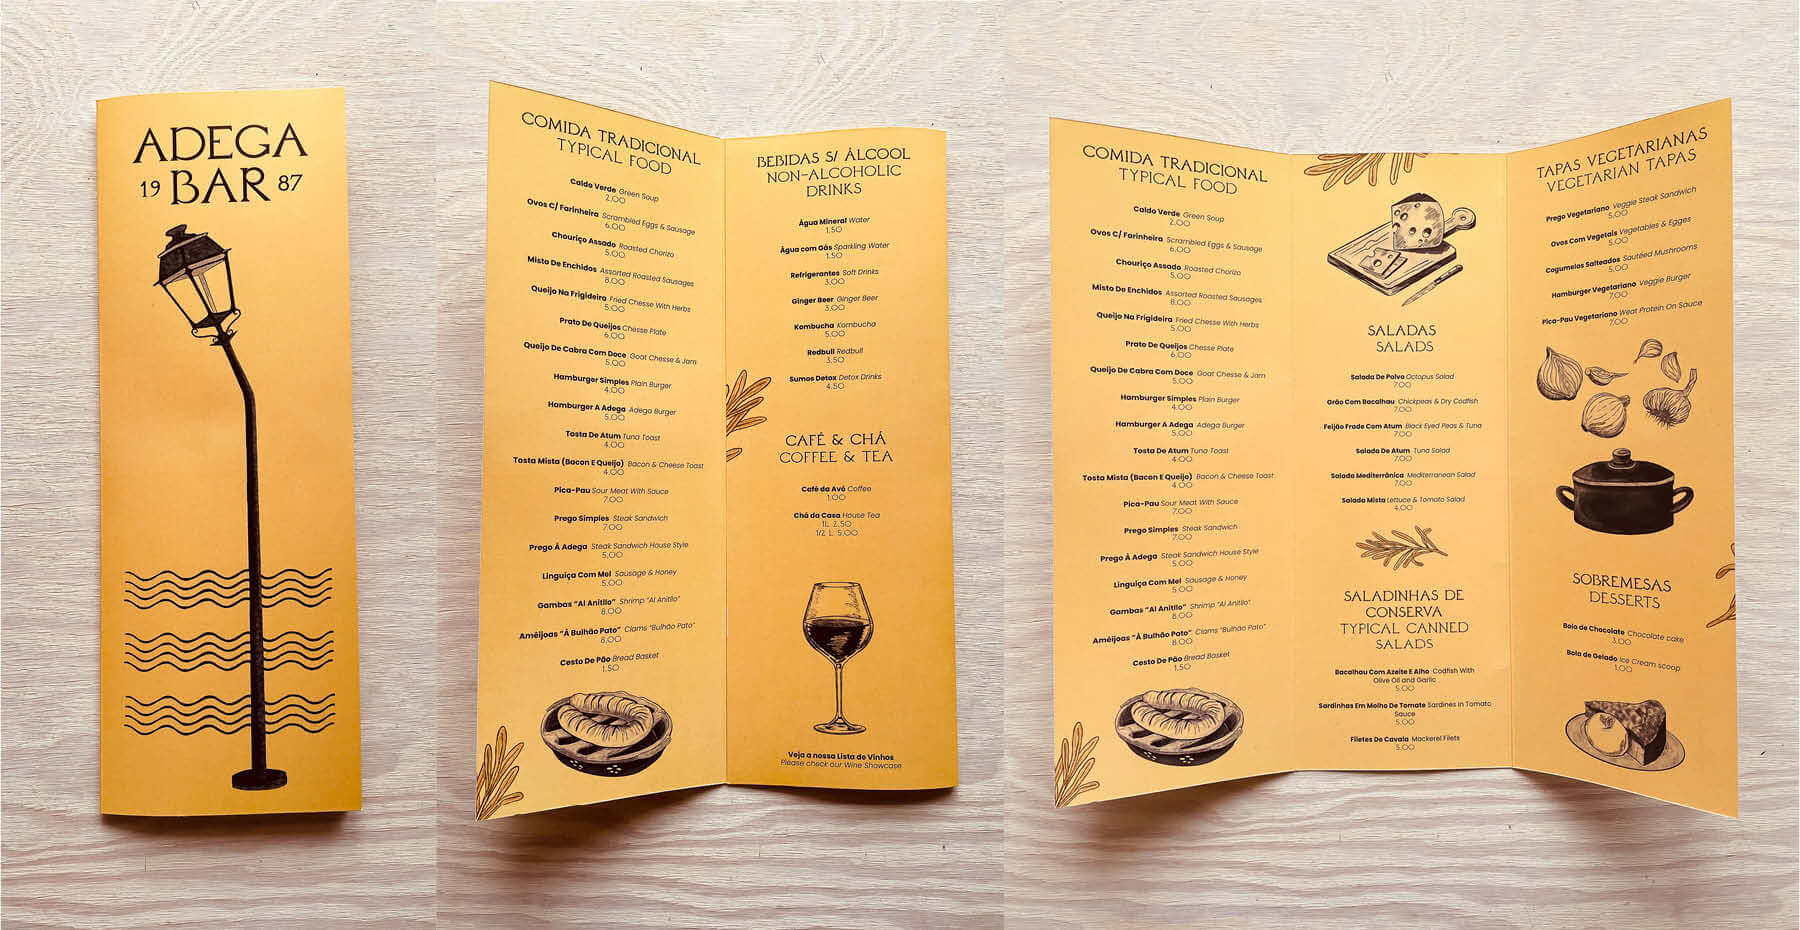 ADEGA
19 BAR 87
COMIDA TRADICIONAL
TYPICAL FOOD
Caldo Verde Green Soup
2,00
Ovos C/ Farinheira Scrambled Eggs & Sausage
6,00
Chouriço Assado Roasted Chorizo
5,00
Misto De Enchidos Assorted Roasted Sausages
8,00
Queijo Na Frigideira Fried Chesse With Herbs
5,00
Prato De Queijos Chesse Plate
6,00
Queijo De Cabra Com Doce Goat Chesse & Jam
5,00
Hamburger Simples Plain Burger
4,00
Hamburger A Adega Adega Burger
5,00
Tosta De Atum Tuna Toast
4,00
Tosta Mista (Bacon E Queijo) Bacon & Cheese Toast
4,00
Pica-Pau Sour Meat With Sauce
7,00
Prego Simples Steak Sandwich
7,00
Prego À Adega Steak Sandwich House Style
5,00
Linguiça Com Mel Sausage & Honey
5,00
Gambas "Al Anitllo" Shrimp "Al Anitllo"
8,00
Amêijoas "À Bulhão Pato" Clams "Bulhão Pato"
8,00
Cesto De Pão Bread Basket
1,50
BEBIDAS S/ ÁLCOOL
NON-ALCOHOLIC
DRINKS
Água Mineral Water
1,50
Água com Gás Sparkling Water
1,50
Refrigerantes Soft Drinks
3,00
Ginger Beer Ginger Beer
3,00
Kombucha Kombucha
5,00
Redbull Redbull
3,50
Sumos Detox Detox Drinks
4,50
CAFÉ & CHÁ
COFFEE & TEA
Café da Avó Coffee
1,00
Chá da Casa House Tea
1L 2,50
1/2 L 5,00
Veja a nossa Lista de Vinhos
Please check our Wine Showcase
COMIDA TRADICIONAL
TYPICAL FOOD
Caldo Verde Green Soup
2,00
Ovos C/ Farinheira Scrambled Eggs & Sausage
6,00
Chouriço Assado Roasted Chorizo
5,00
Misto De Enchidos Assorted Roasted Sausages
8,00
Queijo Na Frigideira Fried Chesse With Herbs
5,00
Prato De Queijos Chesse Plate
6,00
Queijo De Cabra Com Doce Goat Chesse & Jam
5,00
Hamburger Simples Plain Burger
4,00
Hamburger A Adega Adega Burger
5,00
Tosta De Atum Tuna Toast
4,00
Tosta Mista (Bacon E Queijo) Bacon & Cheese Toast
4,00
Pica-Pau Sour Meat With Sauce
7,00
Prego Simples Steak Sandwich
7,00
Prego À Adega Steak Sandwich House Style
5,00
Linguiça Com Mel Sausage & Honey
5,00
Gambas "Al Anitllo" Shrimp "Al Anitllo"
8,00
Amêijoas "À Bulhão Pato" Clams "Bulhão Pato"
8,00
Cesto De Pão Bread Basket
1,50
SALADAS
SALADS
Salada De Polvo Octopus Salad
7,00
Grão Com Bacalhau Chickpeas & Dry Codfish
7,00
Feijão Frade Com Atum Black Eyed Peas & Tuna
7,00
Salada De Atum Tuna Salad
7,00
Salada Mediterrânica Mediterranean Salad
7,00
Salada Mista Lettuce & Tomato Salad
4,00
SALADINHAS DE
CONSERVA
TYPICAL CANNED
SALADS
Bacalhau Com Azeite E Alho Codfish With
Olive Oil and Garlic
5,00
Sardinhas Em Molho De Tomate Sardines In Tomato
Sauce
5,00
Filetes De Cavala Mackerel Filets
5,00
TAPAS VEGETARIANAS
VEGETARIAN TAPAS
Prego Vegetariano Veggie Steak Sandwich
5,00
Ovos Com Vegetais Vegetables & Egges
5,00
Cogumelos Salteados Sautéed Mushrooms
5,00
Hamburger Vegetariano Veggie Burger
7,00
Pica-Pau Vegetariano Weat Protein On Sauce
7,00
SOBREMESAS
DESSERTS
Bolo de Chocolate Chocolate cake
3,00
Bola de Gelado Ice Cream scoop
1,00